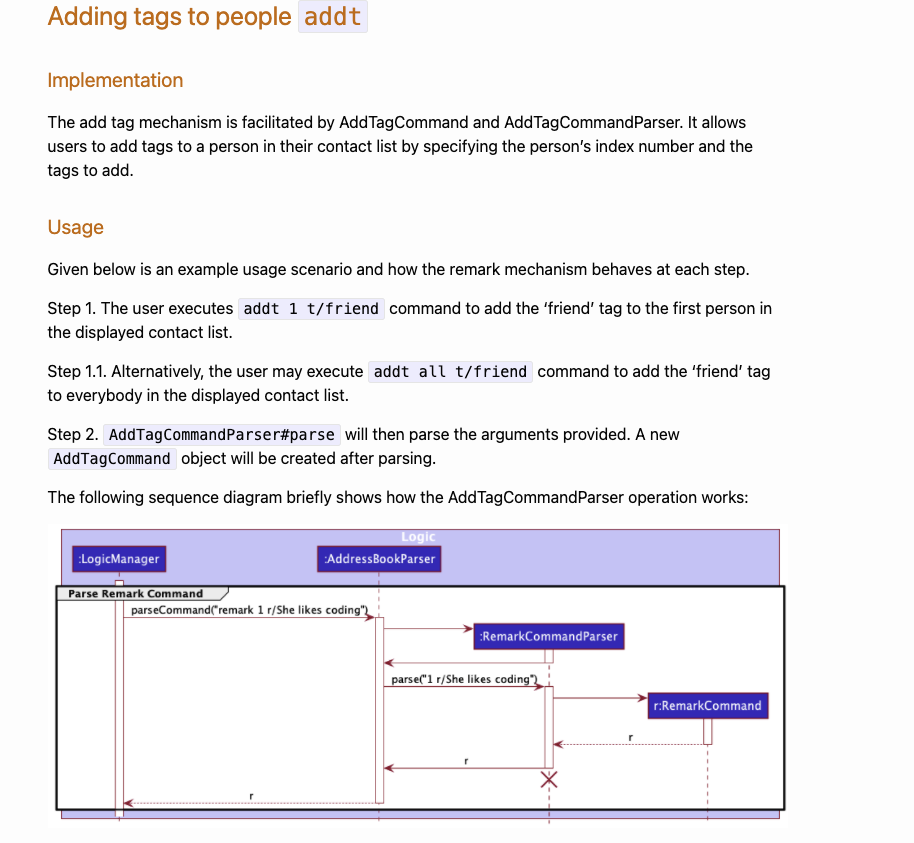 Adding tags to people addt
Implementation
The add tag mechanism is facilitated by AddTagCommand and AddTagCommandParser. It allows
users to add tags to a person in their contact list by specifying the person’s index number and the
tags to add.
Usage
Given below is an example usage scenario and how the remark mechanism behaves at each step.
Step 1. The user executes addt 1 t/friend command to add the ‘friend’ tag to the first person in
the displayed contact list.
Step 1.1. Alternatively, the user may execute addt all t/friend command to add the ‘friend’ tag
to everybody in the displayed contact list.
Step 2. AddTagCommandParser#parse will then parse the arguments provided. A new
AddTagCommand object will be created after parsing.
The following sequence diagram briefly shows how the AddTagCommandParser operation works:
Logic
:LogicManager
:AddressBookParser
Parse Remark Command
parseCommand("remark 1 r/She likes coding")
:RemarkCommandParser
parse("1 r/She likes coding")
r:RemarkCommand
r
r
r